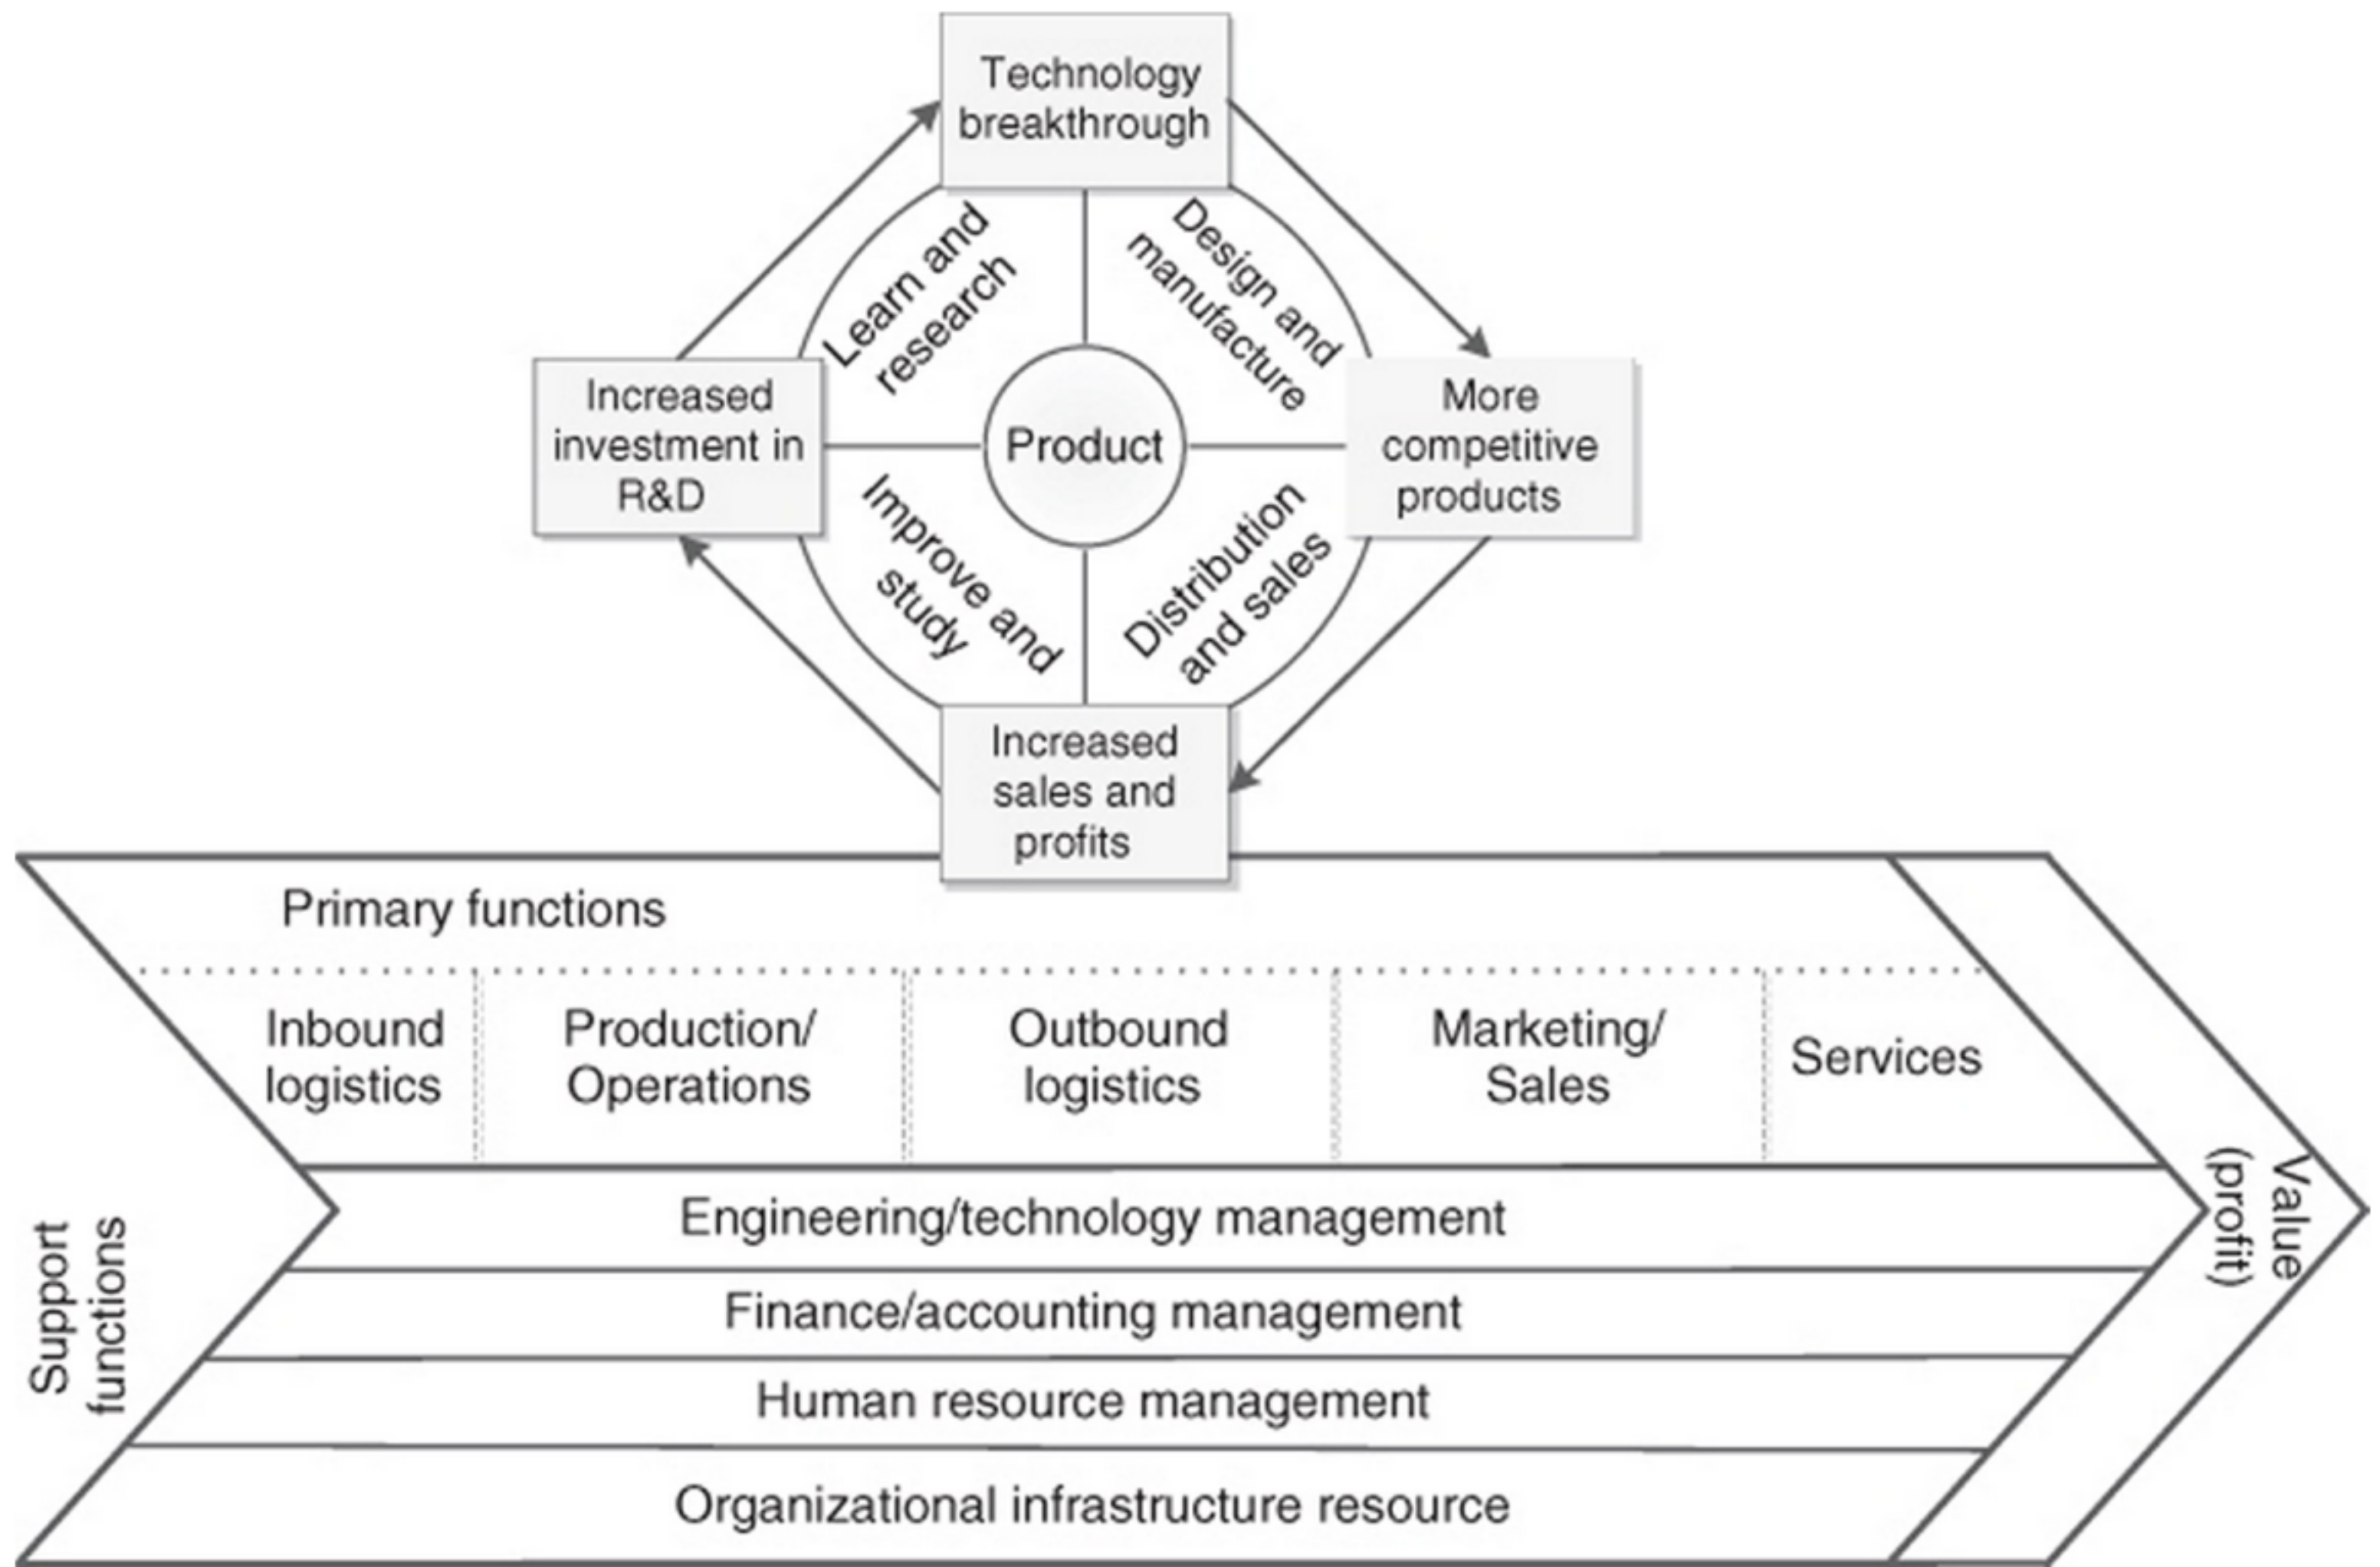 Technology
breakthrough
Learn and
research
Design and
manufacture
Increased
investment in
R&D
Product
More
competitive
products
Improve and
study
Distribution
and sales
Increased
sales and
profits
Primary functions
Inbound
logistics
Production/
Operations
Outbound
logistics
Marketing/
Sales
Services
Support
functions
Engineering/technology management
Finance/accounting management
Human resource management
Organizational infrastructure resource
Value
(profit)